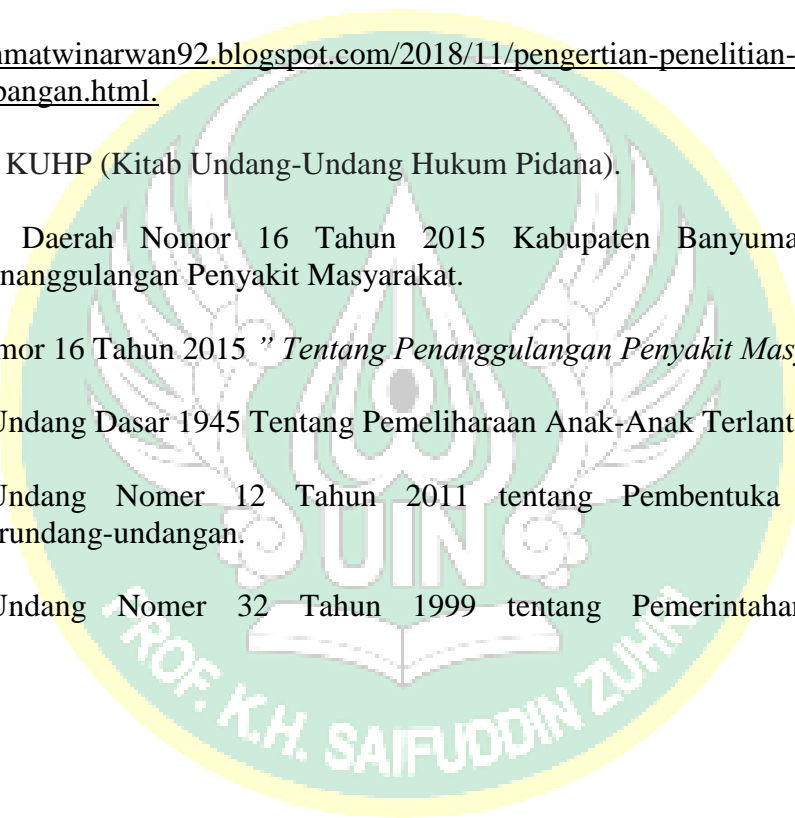 nmatwinarwan92.blogspot.com/2018/11/pengertian-penelitian-
pangan.html.
KUHP (Kitab Undang-Undang Hukum Pidana).
Daerah Nomor 16 Tahun 2015 Kabupaten Banyuma
nanggulangan Penyakit Masyarakat.
mor 16 Tahun 2015 ” Tentang Penanggulangan Penyakit Masy
Undang Dasar 1945 Tentang Pemeliharaan Anak-Anak Terlant
Undang Nomer 12 Tahun 2011 tentang Pembentuka
rundang-undangan.
Undang Nomer 32 Tahun 1999 tentang Pemerintahan
UIN
PROF. K.H. SAIFUDDIN ZUHRI